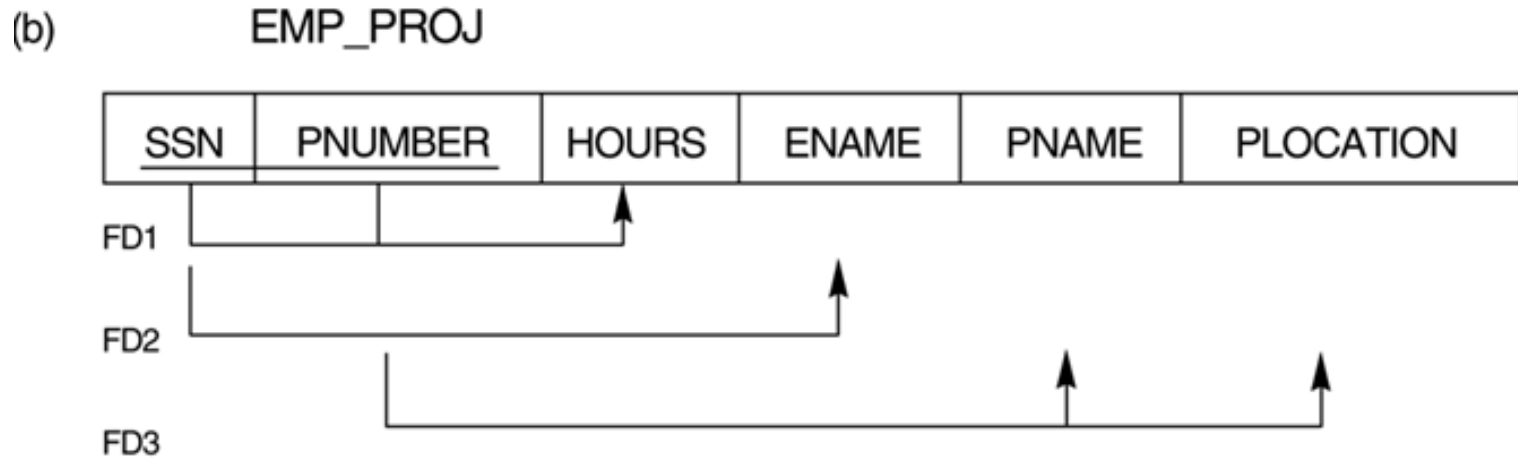 (b) EMP_PROJ
SSN PNUMBER HOURS ENAME PNAME PLOCATION
FD1
FD2
FD3